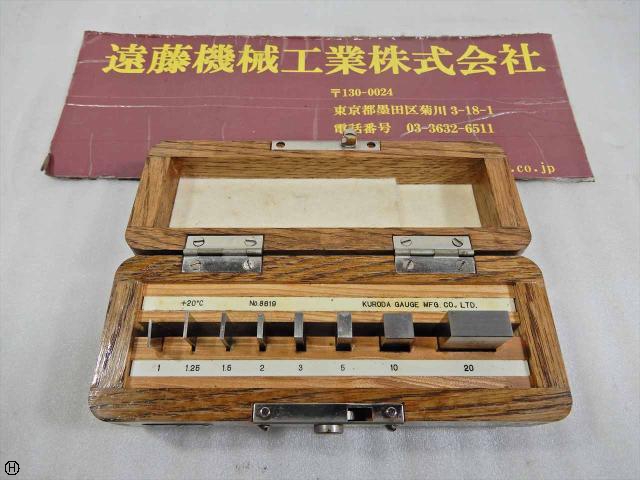 遠藤機械工業株式会社
〒130-0024
東京都墨田区菊川 3-18-1
電話番号 03-3632-6511
.co.jp
+20°C No.8819 KURODA GAUGE MFG. CO., LTD.
1 1.25 1.5 2 3 5 10 20
H